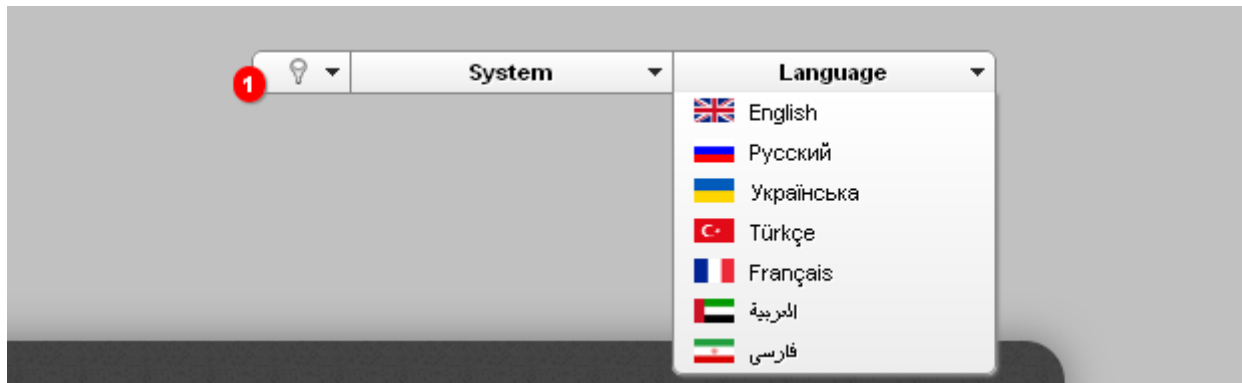 1 System Language
English
Русский
Українська
Türkçe
Français
العربية
فارسی